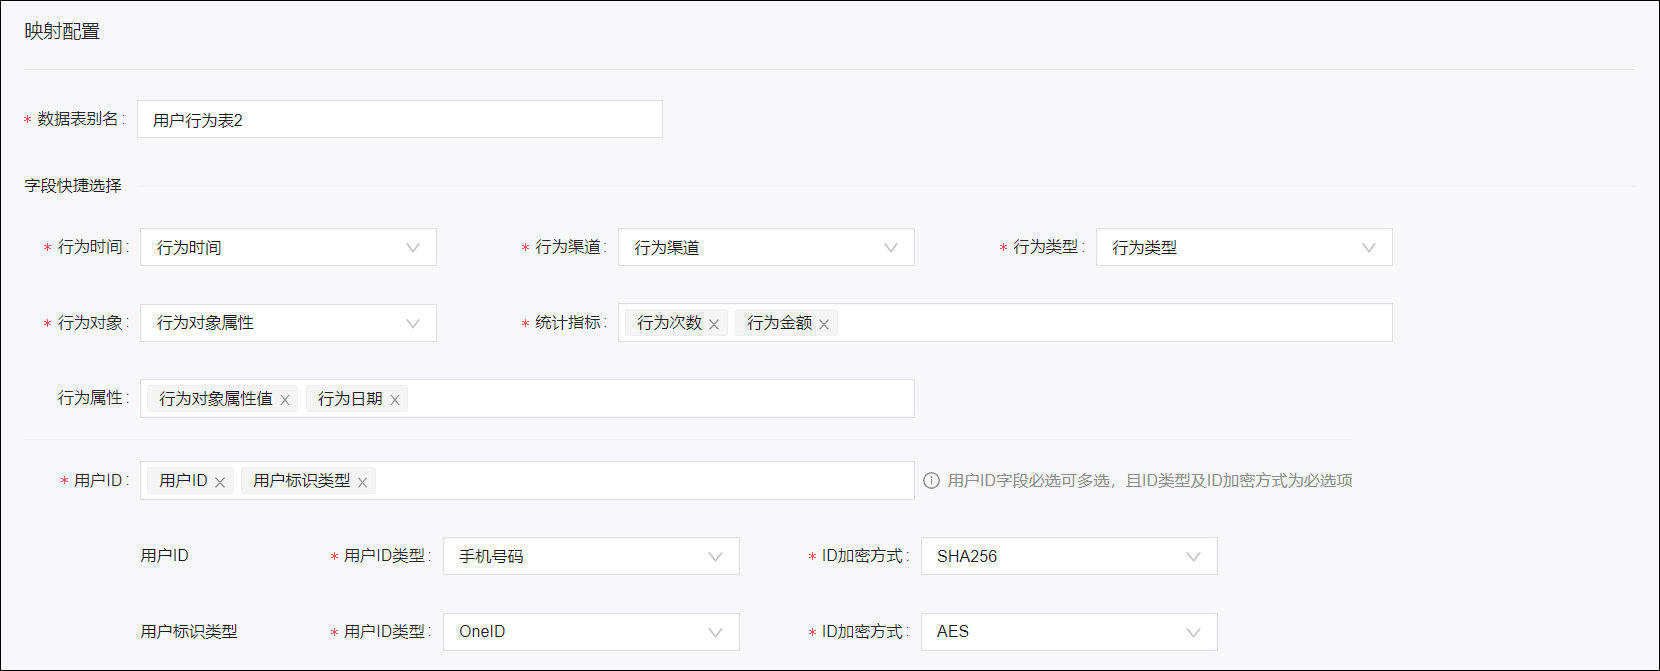 映射配置
* 数据表别名: 用户行为表2
字段快捷选择
* 行为时间: 行为时间 * 行为渠道: 行为渠道 * 行为类型: 行为类型
* 行为对象: 行为对象属性 * 统计指标: 行为次数 × 行为金额 ×
行为属性: 行为对象属性值 × 行为日期 ×
* 用户ID: 用户ID × 用户标识类型 × 用户ID字段必选可多选，且ID类型及ID加密方式为必选项
用户ID * 用户ID类型: 手机号码 * ID加密方式: SHA256
用户标识类型 * 用户ID类型: OneID * ID加密方式: AES